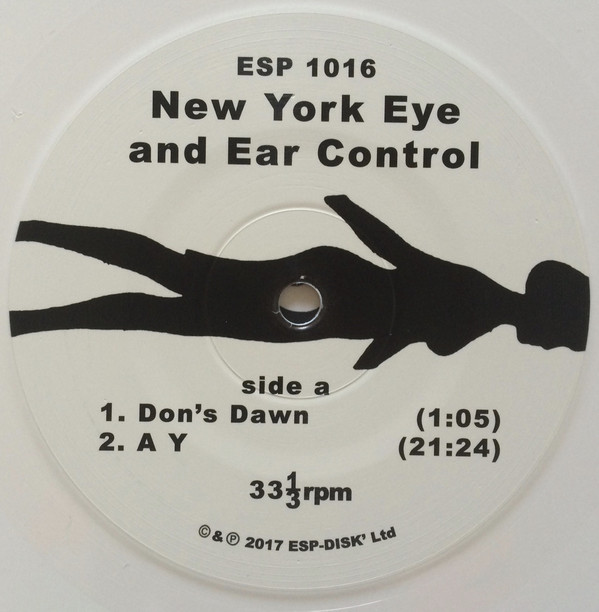 ESP 1016
New York Eye
and Ear Control
side a
1. Don's Dawn (1:05)
2. A Y (21:24)
33⅓rpm
©&℗ 2017 ESP-DISK' Ltd